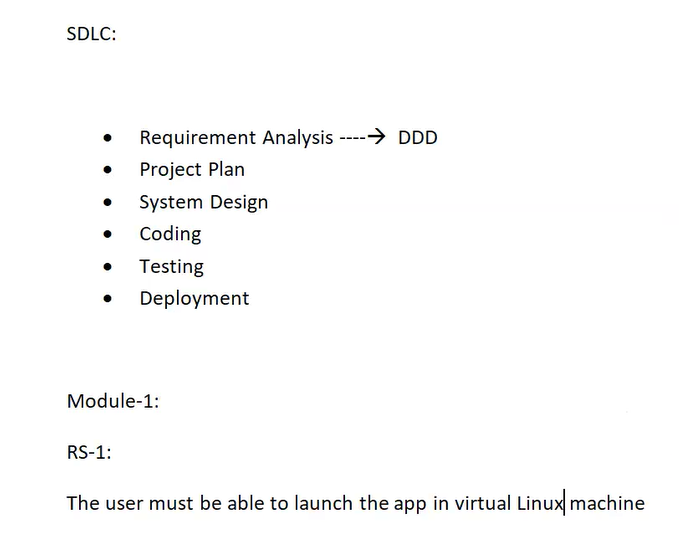 SDLC:
• Requirement Analysis ----→ DDD
• Project Plan
• System Design
• Coding
• Testing
• Deployment
Module-1:
RS-1:
The user must be able to launch the app in virtual Linux machine